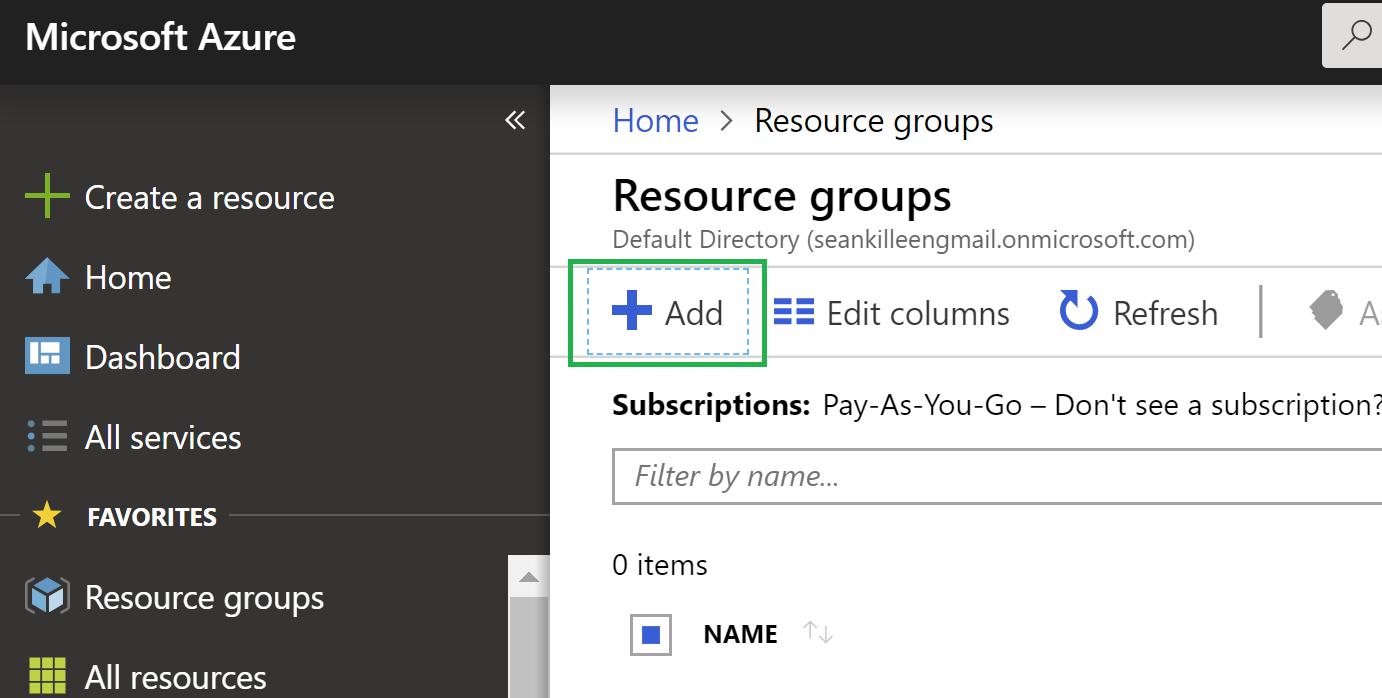 Microsoft Azure
Home > Resource groups
Create a resource
Home
Dashboard
All services
FAVORITES
Resource groups
All resources
Resource groups
Default Directory (seankilleengmail.onmicrosoft.com)
Add Edit columns Refresh
Subscriptions: Pay-As-You-Go – Don't see a subscription?
Filter by name...
0 items
NAME